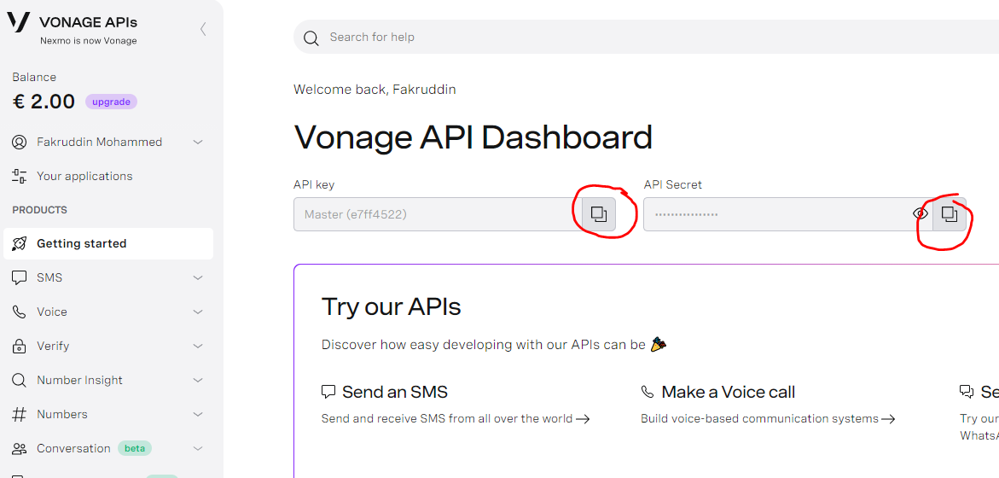 VONAGE APIs
Nexmo is now Vonage
Balance
€ 2.00 upgrade
Fakruddin Mohammed
Your applications
PRODUCTS
Getting started
SMS
Voice
Verify
Number Insight
Numbers
Conversation beta
Search for help
Welcome back, Fakruddin
Vonage API Dashboard
API key
Master (e7ff4522)
API Secret
Try our APIs
Discover how easy developing with our APIs can be
Send an SMS
Send and receive SMS from all over the world
Make a Voice call
Build voice-based communication systems
Try our